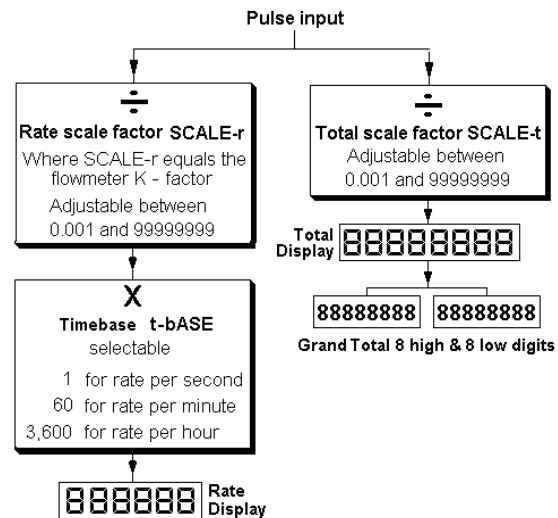 Pulse input
÷
Rate scale factor SCALE-r
Where SCALE-r equals the
flowmeter K - factor
Adjustable between
0.001 and 99999999
X
Timebase t-bASE
selectable
1 for rate per second
60 for rate per minute
3,600 for rate per hour
888888
Rate
Display
÷
Total scale factor SCALE-t
Adjustable between
0.001 and 99999999
Total
Display
88888888
88888888 88888888
Grand Total 8 high & 8 low digits